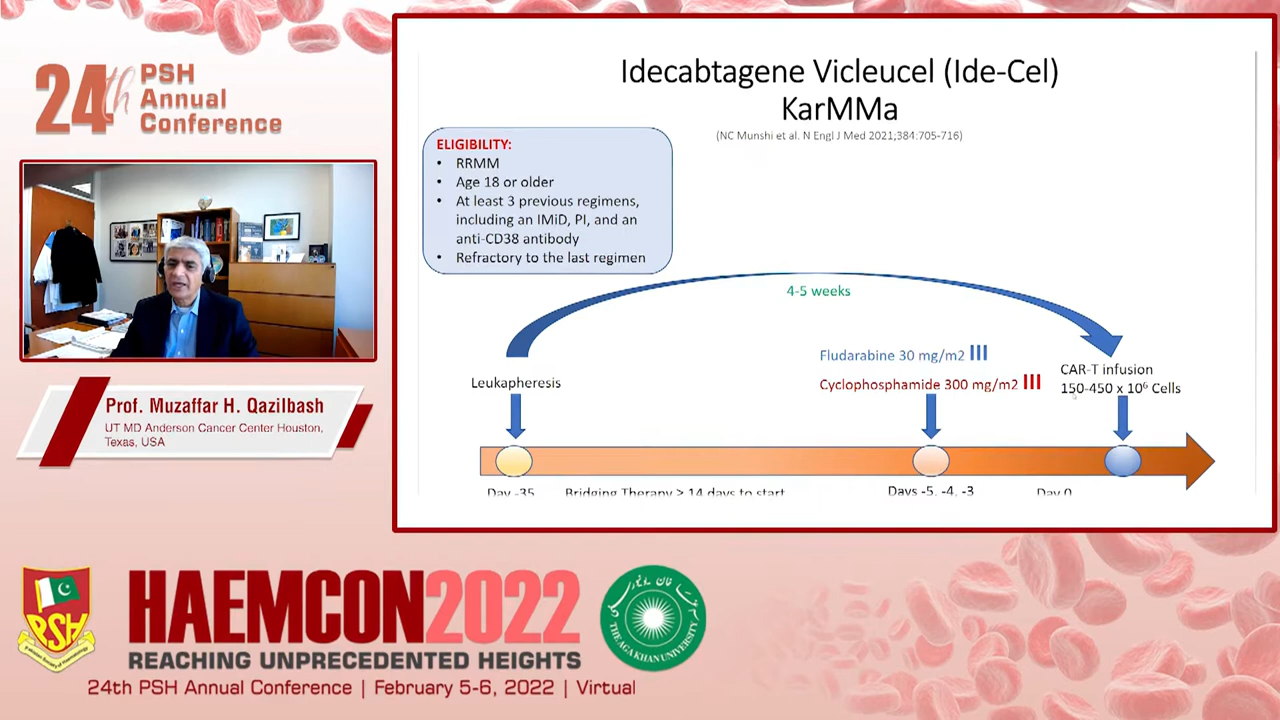 24th PSH
Annual
Conference
Prof. Muzaffar H. Qazilbash
UT MD Anderson Cancer Center Houston,
Texas, USA
Idecabtagene Vicleucel (Ide-Cel)
KarMMa
(NC Munshi et al. N Engl J Med 2021;384:705-716)
ELIGIBILITY:
• RRMM
• Age 18 or older
• At least 3 previous regimens,
including an IMiD, PI, and an
anti-CD38 antibody
• Refractory to the last regimen
4-5 weeks
Leukapheresis
Fludarabine 30 mg/m2 III
Cyclophosphamide 300 mg/m2 III
CAR-T infusion
150-450 x 10⁶ Cells
Day -35
Bridging Therapy > 14 days to start
Days -5, -4, -3
Day 0
PSH
HAEMCON2022
REACHING UNPRECEDENTED HEIGHTS
24th PSH Annual Conference | February 5-6, 2022 | Virtual
THE AGA KHAN UNIVERSITY